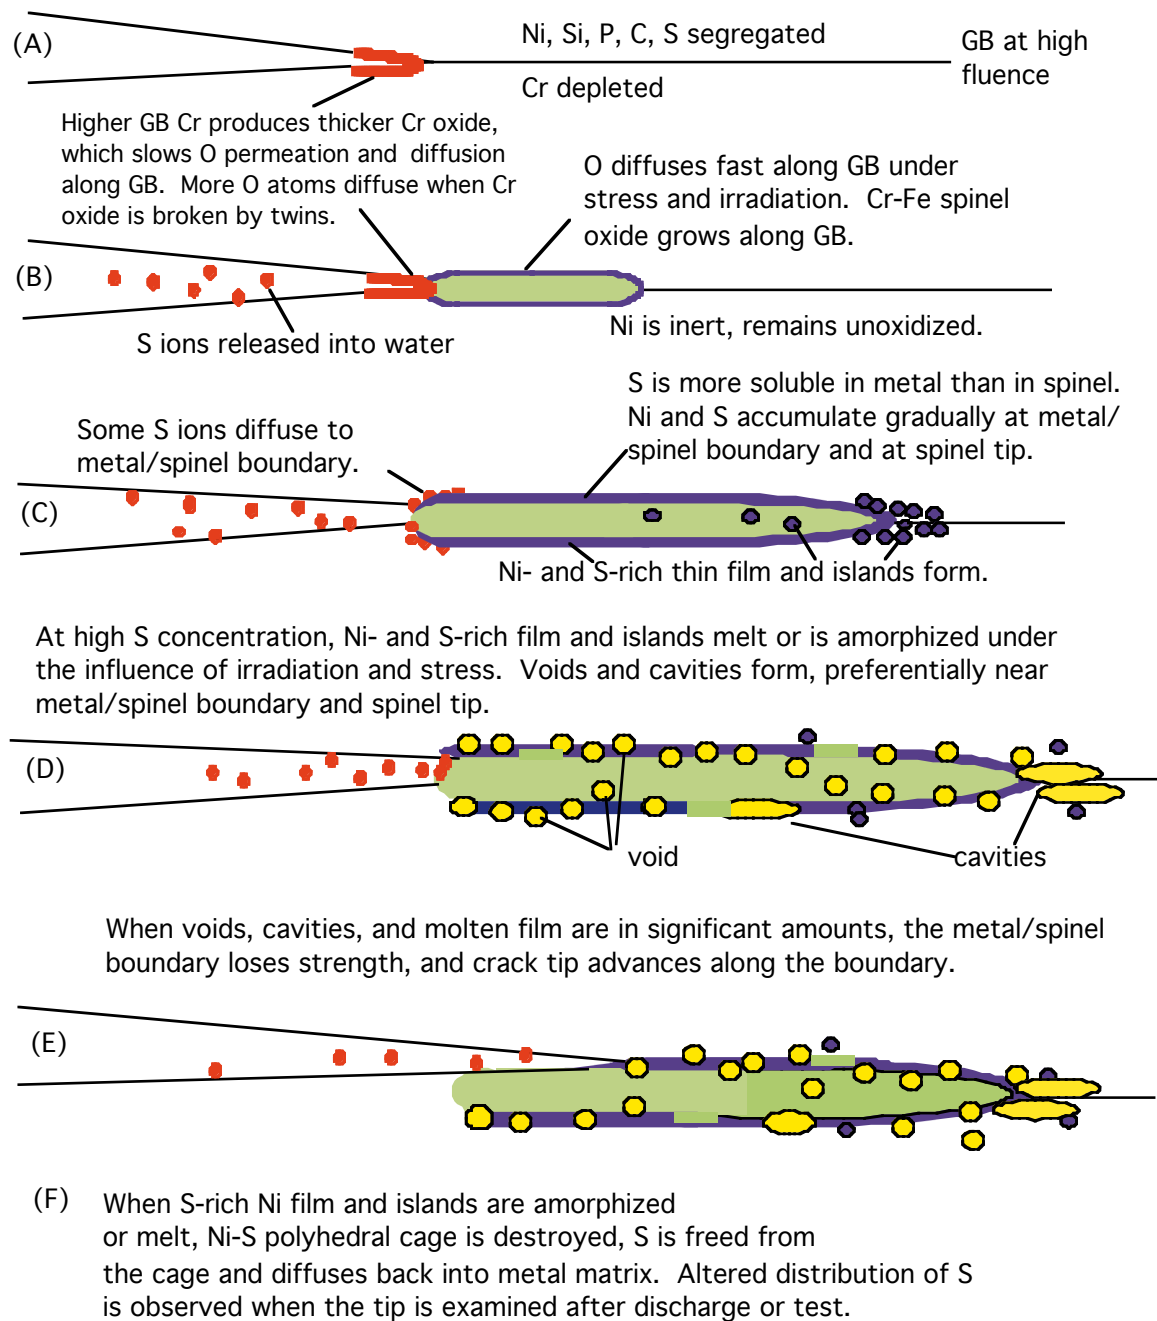 (A)
Ni, Si, P, C, S segregated
Cr depleted
GB at high
fluence
Higher GB Cr produces thicker Cr oxide,
which slows O permeation and diffusion
along GB. More O atoms diffuse when Cr
oxide is broken by twins.
O diffuses fast along GB under
stress and irradiation. Cr-Fe spinel
oxide grows along GB.
(B)
S ions released into water
Ni is inert, remains unoxidized.
S is more soluble in metal than in spinel.
Ni and S accumulate gradually at metal/
spinel boundary and at spinel tip.
Some S ions diffuse to
metal/spinel boundary.
(C)
Ni- and S-rich thin film and islands form.
At high S concentration, Ni- and S-rich film and islands melt or is amorphized under
the influence of irradiation and stress. Voids and cavities form, preferentially near
metal/spinel boundary and spinel tip.
(D)
void
cavities
When voids, cavities, and molten film are in significant amounts, the metal/spinel
boundary loses strength, and crack tip advances along the boundary.
(E)
(F) When S-rich Ni film and islands are amorphized
or melt, Ni-S polyhedral cage is destroyed, S is freed from
the cage and diffuses back into metal matrix. Altered distribution of S
is observed when the tip is examined after discharge or test.